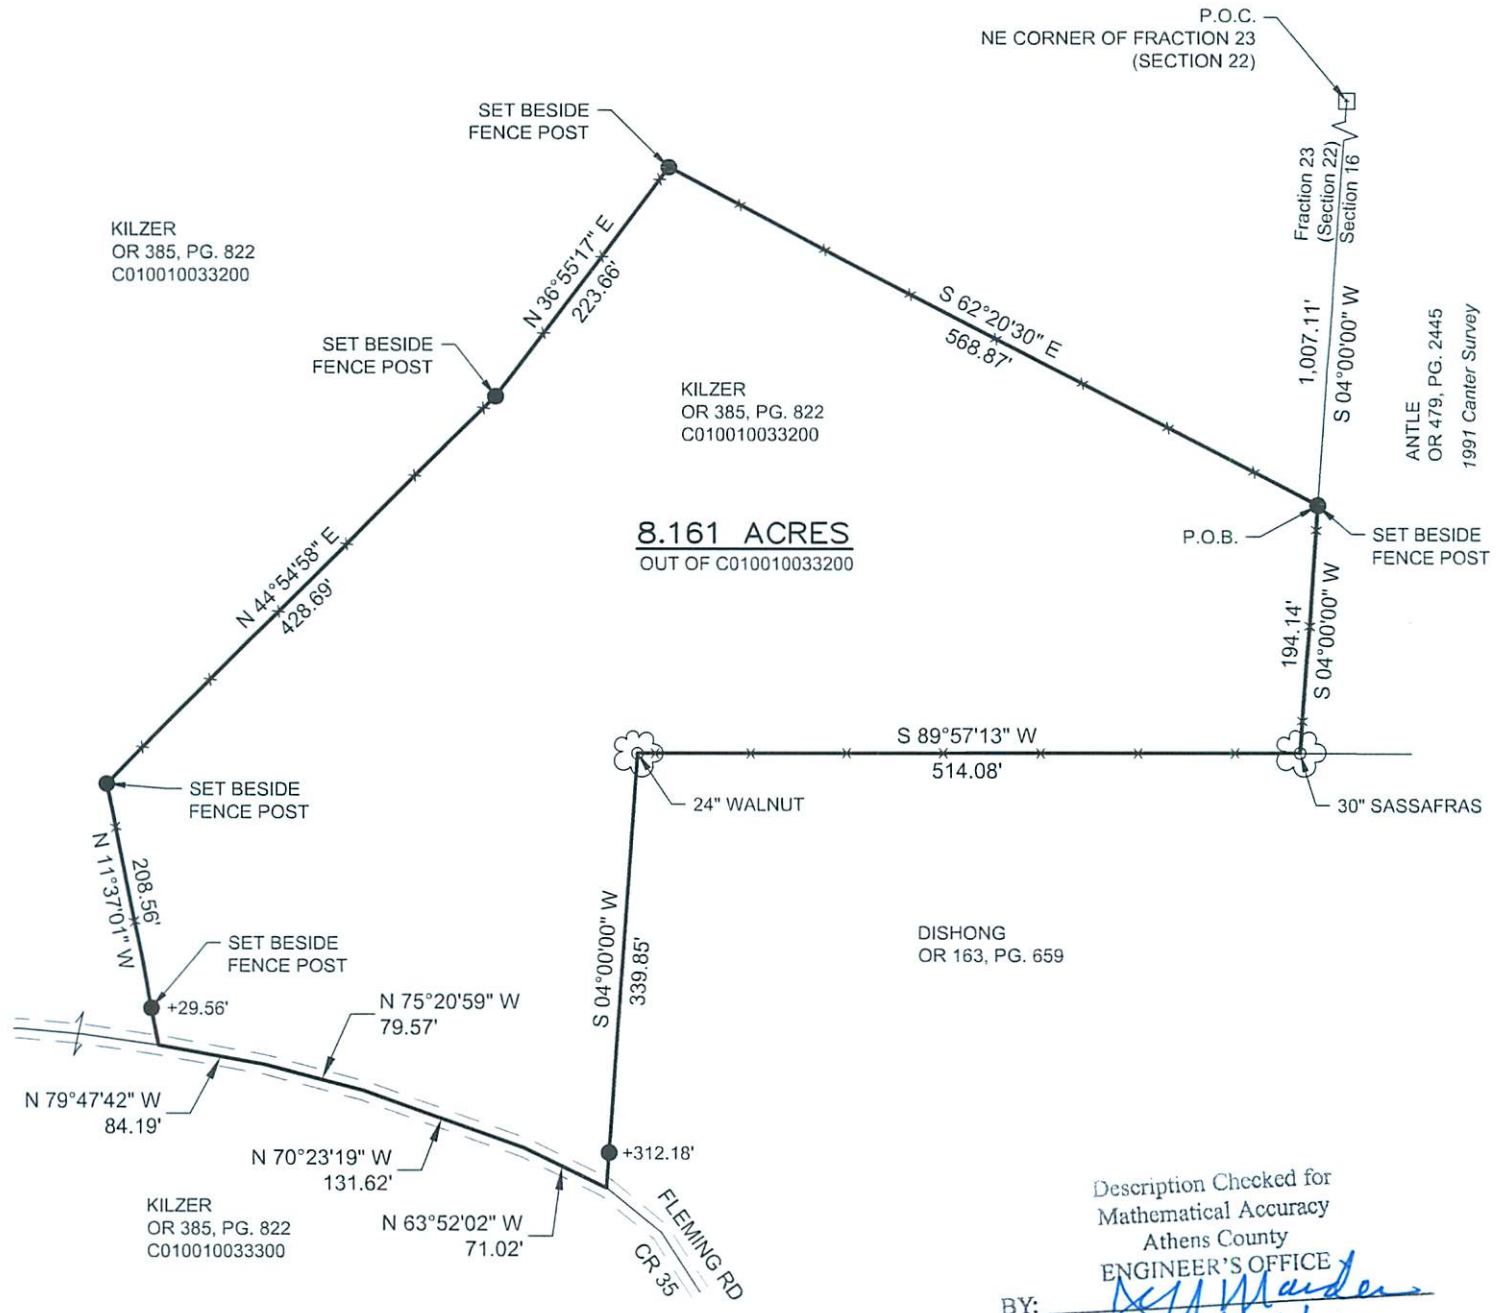 P.O.C.
NE CORNER OF FRACTION 23
(SECTION 22)
SET BESIDE
FENCE POST
Fraction 23
(Section 22)
Section 16
KILZER
OR 385, PG. 822
C010010033200
N 36°55'17" E
223.66'
S 62°20'30" E
568.87'
1,007.11'
S 04°00'00" W
ANTLE
OR 479, PG. 2445
1991 Canter Survey
SET BESIDE
FENCE POST
KILZER
OR 385, PG. 822
C010010033200
8.161 ACRES
OUT OF C010010033200
P.O.B.
SET BESIDE
FENCE POST
N 44°54'58" E
428.69'
194.14'
S 04°00'00" W
S 89°57'13" W
514.08'
24" WALNUT
30" SASSAFRAS
SET BESIDE
FENCE POST
208.56'
N 11°37'01" W
SET BESIDE
FENCE POST
+29.56'
S 04°00'00" W
339.85'
DISHONG
OR 163, PG. 659
N 75°20'59" W
79.57'
N 79°47'42" W
84.19'
N 70°23'19" W
131.62'
+312.18'
N 63°52'02" W
71.02'
KILZER
OR 385, PG. 822
C010010033300
FLEMING RD
CR 35
Description Checked for
Mathematical Accuracy
Athens County
ENGINEER'S OFFICE
BY: